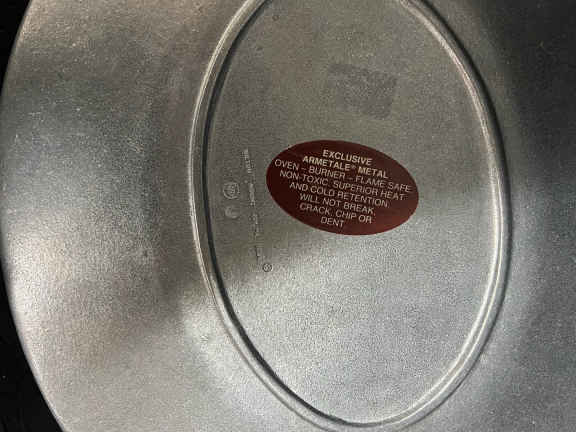 EXCLUSIVE
ARMETALE® METAL
OVEN – BURNER – FLAME SAFE.
NON-TOXIC. SUPERIOR HEAT
AND COLD RETENTION.
WILL NOT BREAK,
CRACK, CHIP OR
DENT.